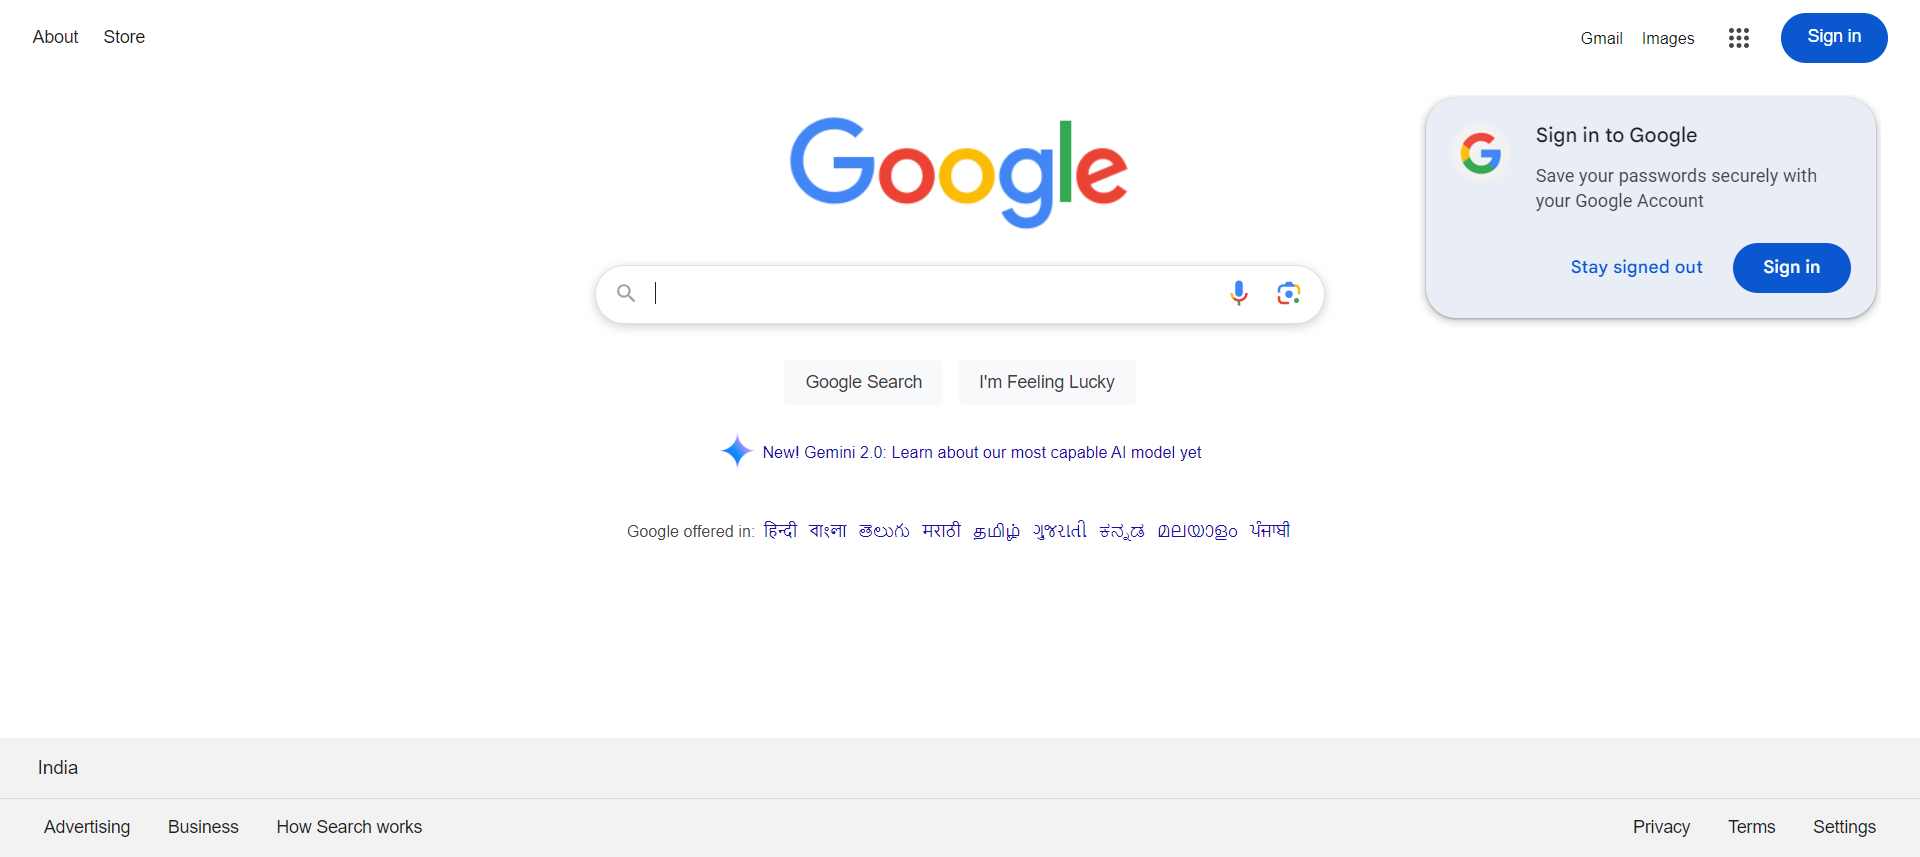 About Store
Gmail Images Sign in
Google
Sign in to Google
Save your passwords securely with
your Google Account
Stay signed out Sign in
Google Search I'm Feeling Lucky
New! Gemini 2.0: Learn about our most capable AI model yet
Google offered in: हिन्दी বাংলা తెలుగు मराठी தமிழ் ગુજરાતી ಕನ್ನಡ മലയാളം ਪੰਜਾਬੀ
India
Advertising Business How Search works
Privacy Terms Settings